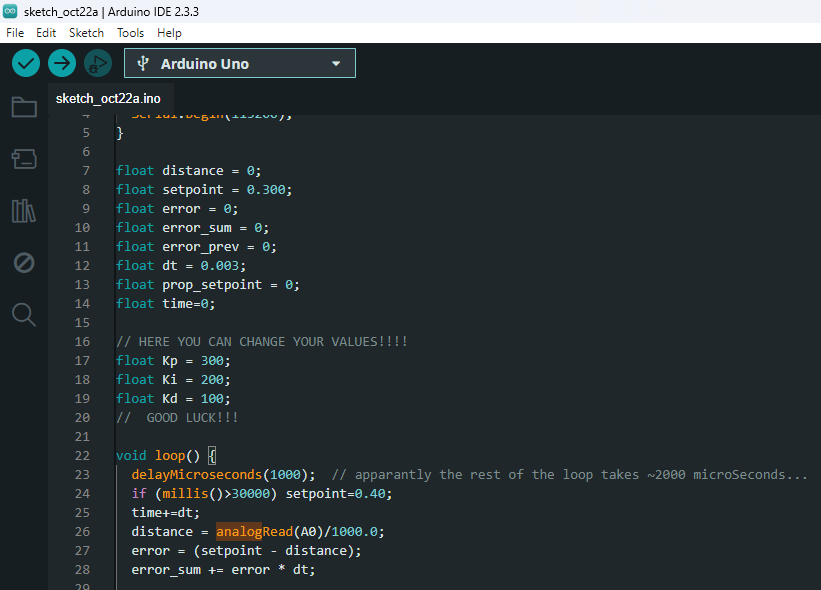 sketch_oct22a | Arduino IDE 2.3.3
File Edit Sketch Tools Help
Arduino Uno
sketch_oct22a.ino
4 Serial.begin(115200);
5 }
6
7 float distance = 0;
8 float setpoint = 0.300;
9 float error = 0;
10 float error_sum = 0;
11 float error_prev = 0;
12 float dt = 0.003;
13 float prop_setpoint = 0;
14 float time=0;
15
16 // HERE YOU CAN CHANGE YOUR VALUES!!!!
17 float Kp = 300;
18 float Ki = 200;
19 float Kd = 100;
20 //  GOOD LUCK!!!
21
22 void loop() {
23 delayMicroseconds(1000);  // apparantly the rest of the loop takes ~2000 microSeconds...
24 if (millis()>30000) setpoint=0.40;
25 time+=dt;
26 distance = analogRead(A0)/1000.0;
27 error = (setpoint - distance);
28 error_sum += error * dt;
29